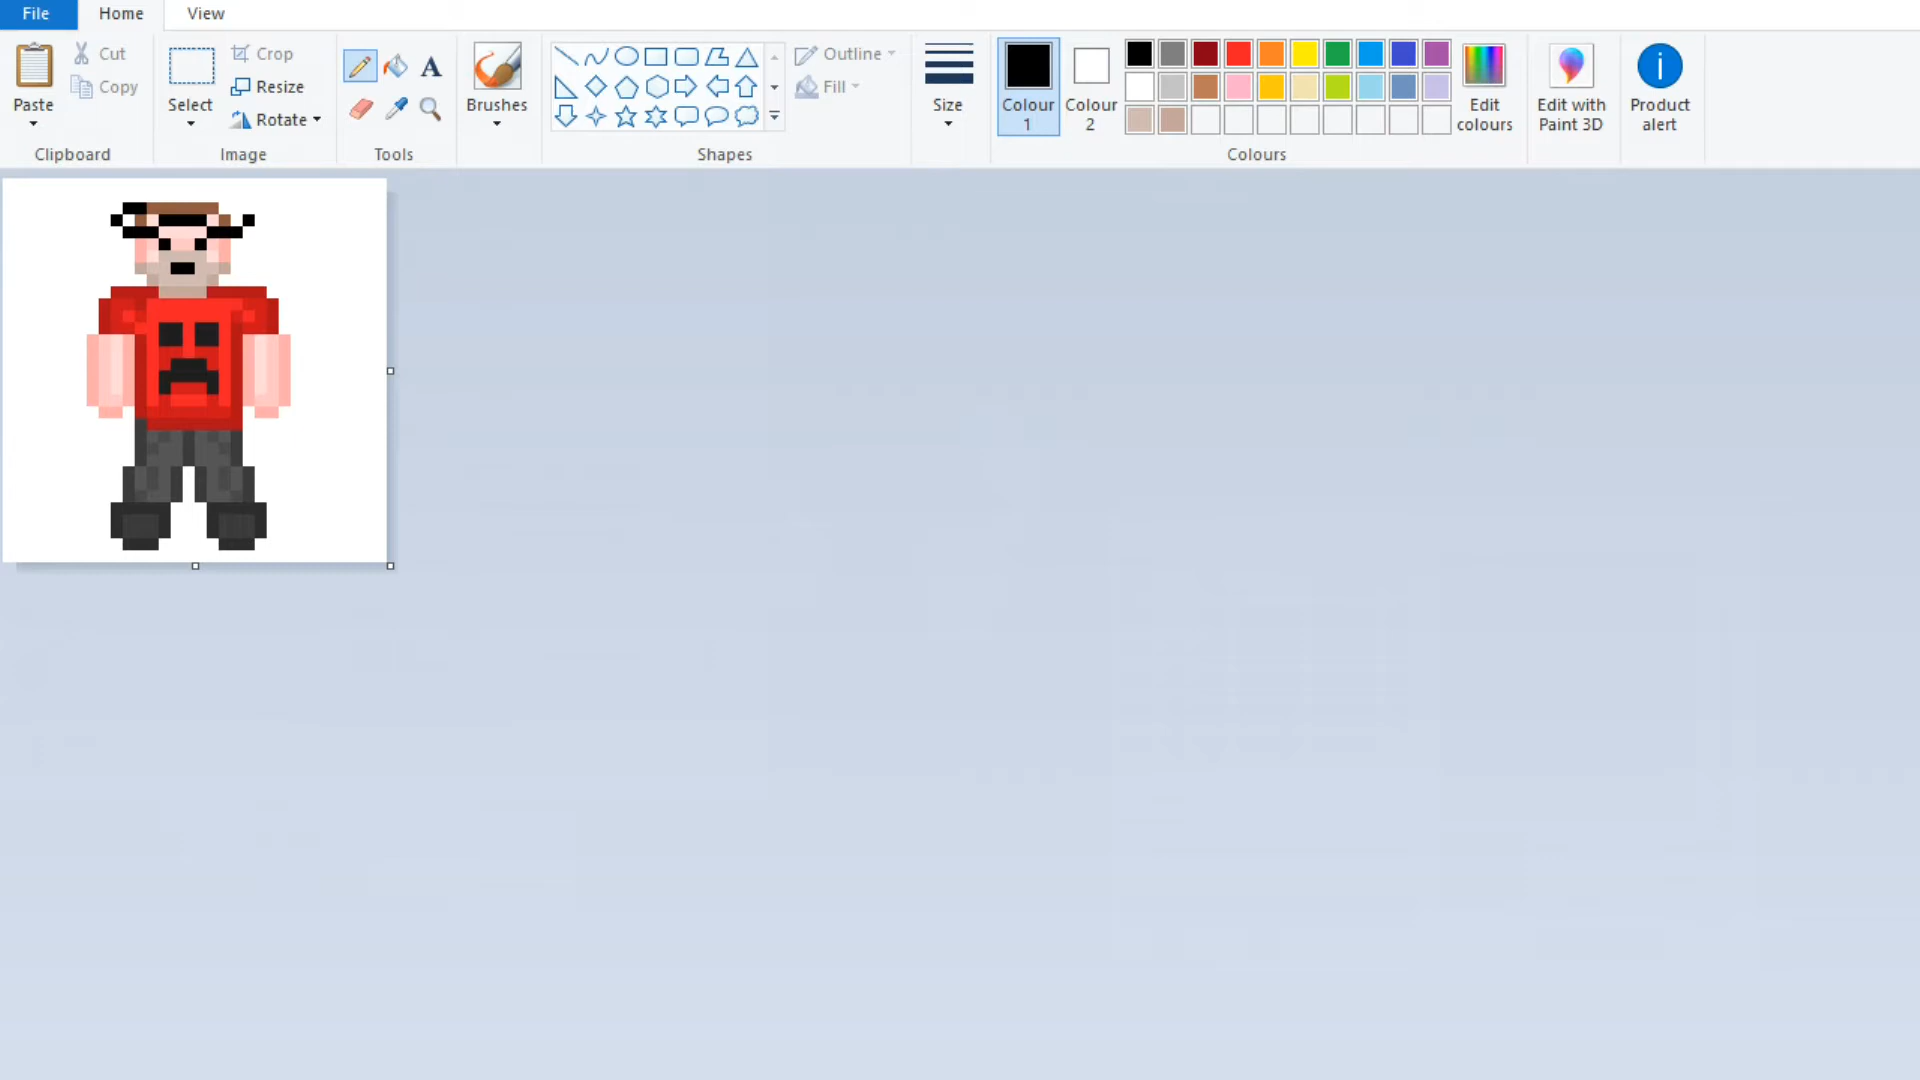 File Home View
Paste
Cut
Copy
Clipboard
Select
Crop
Resize
Rotate
Image
A
Tools
Brushes
Shapes
Outline
Fill
Size
Colour 1
Colour 2
Colours
Edit colours
Edit with Paint 3D
Product alert